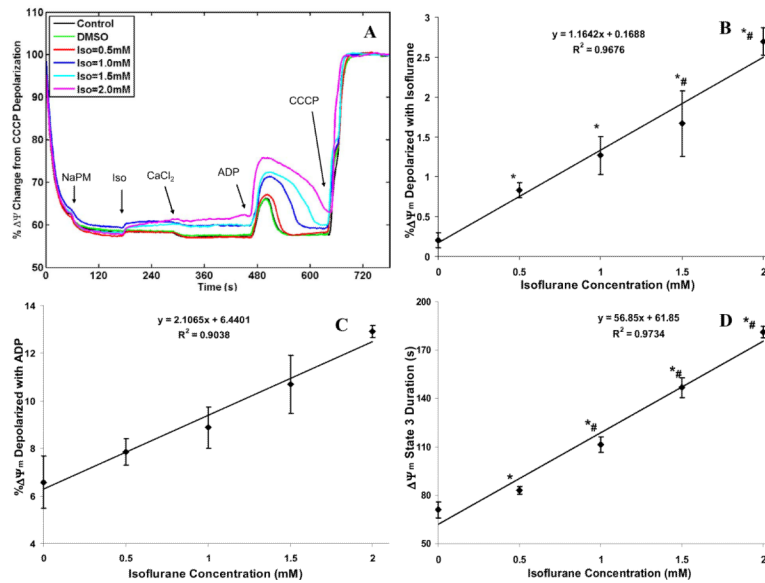 A
Control
DMSO
Iso=0.5mM
Iso=1.0mM
Iso=1.5mM
Iso=2.0mM
% ΔΨ Change from CCCP Depolarization
110
100
90
80
70
60
50
NaPM
Iso
CaCl2
ADP
CCCP
0 60 120 180 240 300 360 420 480 540 600 660 720
Time (s)
B
y = 1.1642x + 0.1688
R2 = 0.9676
%ΔΨm Depolarized with Isoflurane
3
2.5
2
1.5
1
0.5
0
*
*
*#
*#
0 0.5 1 1.5 2
Isoflurane Concentration (mM)
C
y = 2.1065x + 6.4401
R2 = 0.9038
%ΔΨm Depolarized with ADP
14
12
10
8
6
4
0 0.5 1 1.5 2
Isoflurane Concentration (mM)
D
y = 56.85x + 61.85
R2 = 0.9734
ΔΨm State 3 Duration (s)
200
170
140
110
80
50
*
*#
*#
*#
0 0.5 1 1.5 2
Isoflurane Concentration (mM)